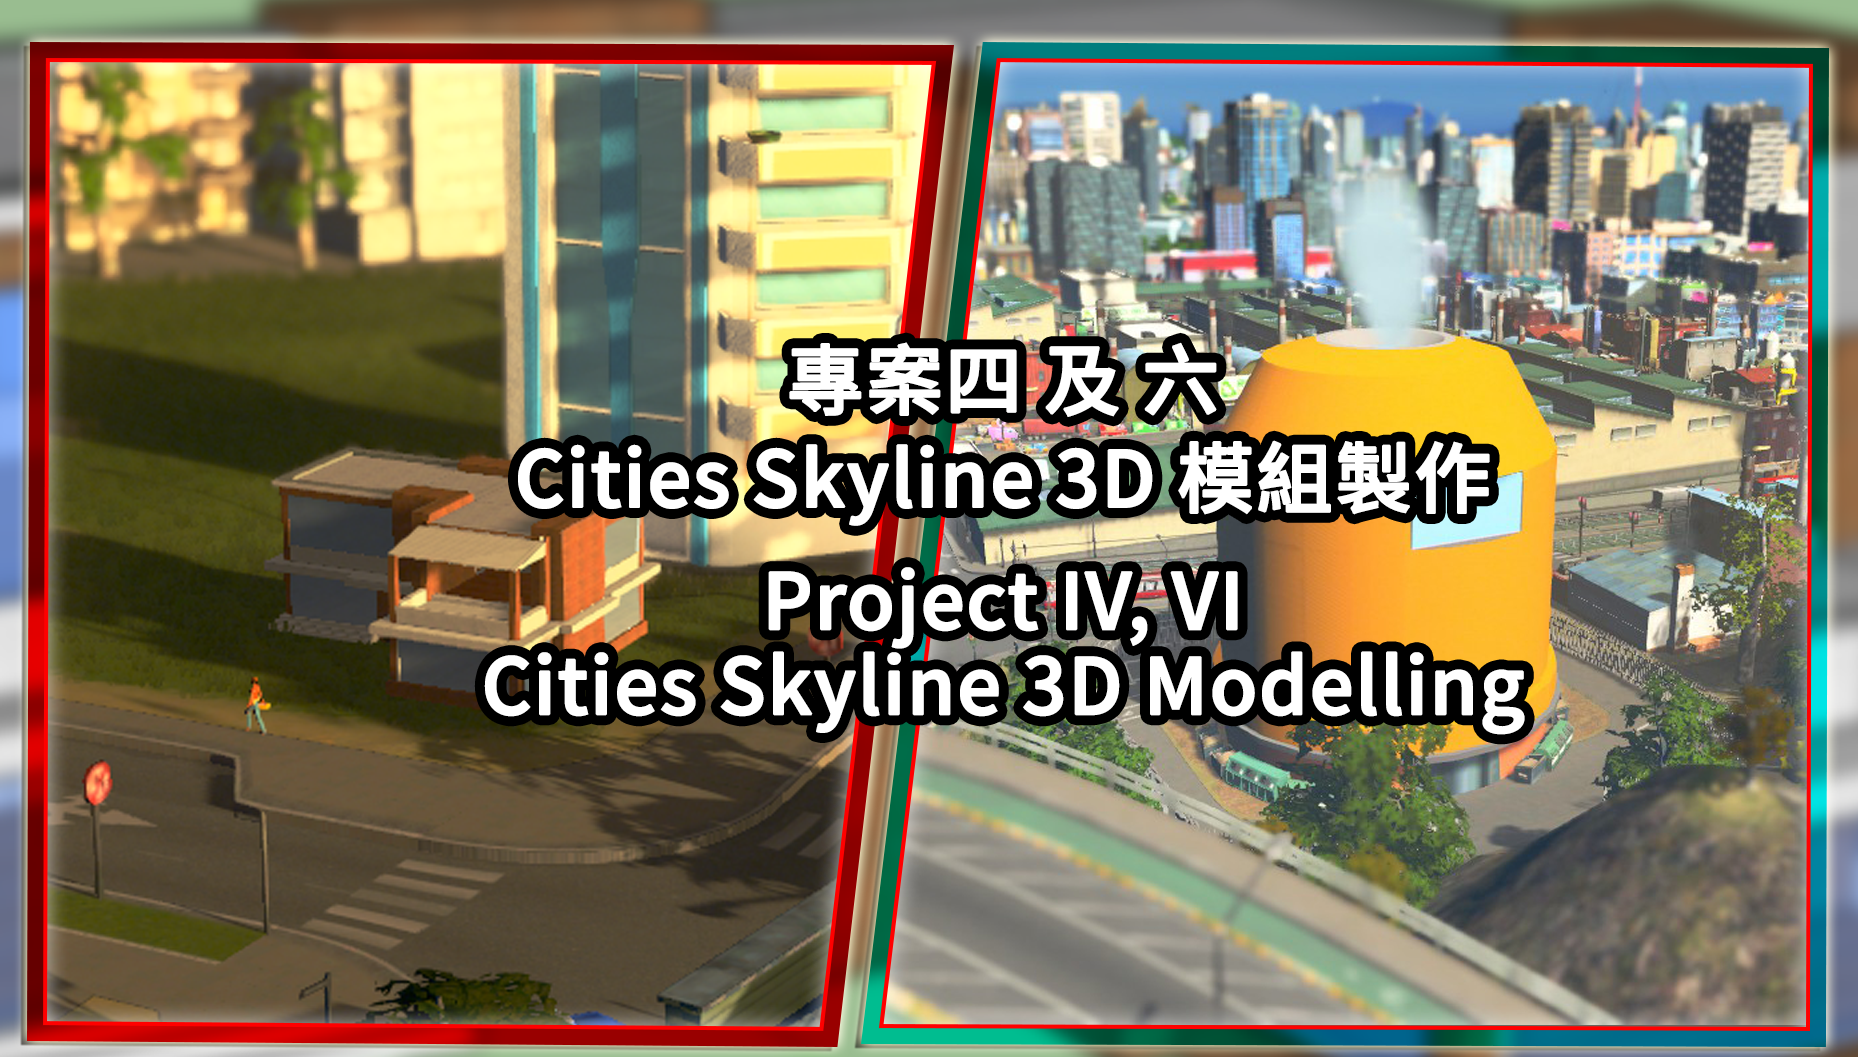 專案四 及 六
Cities Skyline 3D 模組製作
Project IV, VI
Cities Skyline 3D Modelling